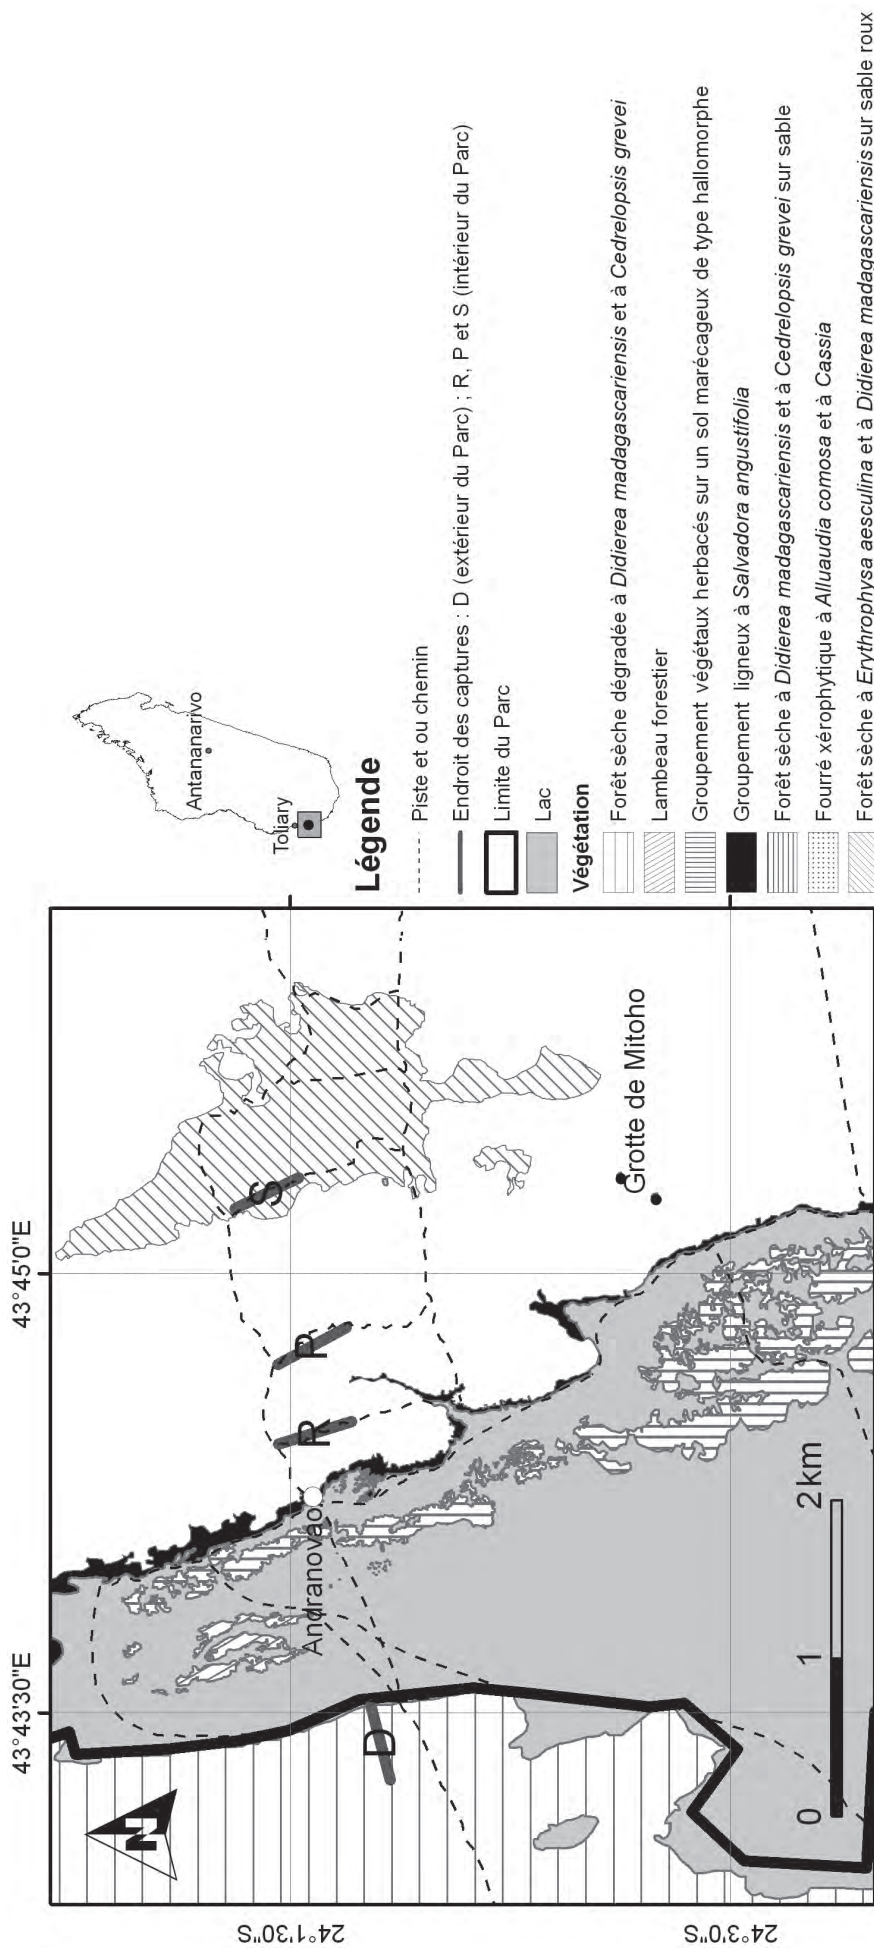 43°43'30"E
43°45'0"E
24°1'30"S
24°3'0"S
N
D
Andranovao
R
P
S
Grotte de Mitoho
0
1
2 km
Antananarivo
Toliary
Légende
Piste et ou chemin
Endroit des captures : D (extérieur du Parc) ; R, P et S (intérieur du Parc)
Limite du Parc
Lac
Végétation
Forêt sèche dégradée à Didierea madagascariensis et à Cedrelopsis grevei
Lambeau forestier
Groupement végétaux herbacés sur un sol marécageux de type hallomorphe
Groupement ligneux à Salvadora angustifolia
Forêt sèche à Didierea madagascariensis et à Cedrelopsis grevei sur sable
Fourré xérophytique à Alluaudia comosa et à Cassia
Forêt sèche à Erythrophysa aesculina et à Didierea madagascariensis sur sable roux